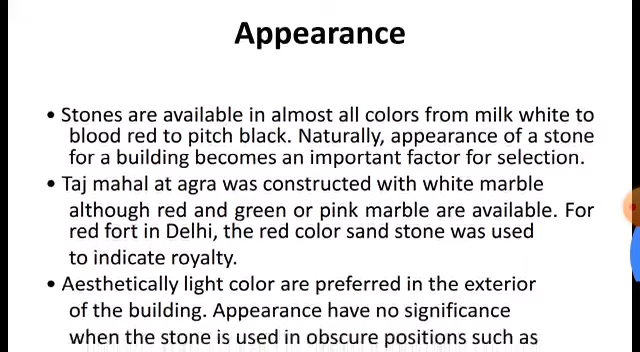 Appearance
• Stones are available in almost all colors from milk white to
blood red to pitch black. Naturally, appearance of a stone
for a building becomes an important factor for selection.
• Taj mahal at agra was constructed with white marble
although red and green or pink marble are available. For
red fort in Delhi, the red color sand stone was used
to indicate royalty.
• Aesthetically light color are preferred in the exterior
of the building. Appearance have no significance
when the stone is used in obscure positions such as